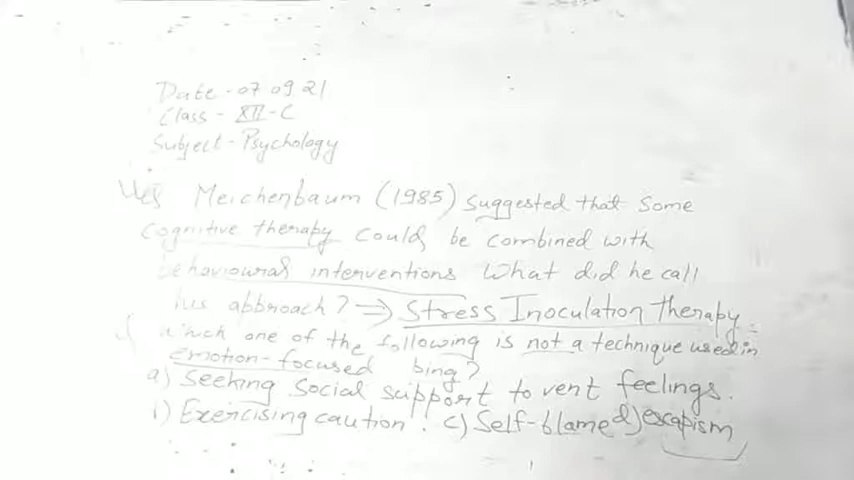 Date - 07 09 21
Class - XII - C
Subject - Psychology
Meichenbaum (1985) suggested that some
cognitive therapy could be combined with
behavioural interventions What did he call
his abbroach? => Stress Inoculation therapy
which one of the following is not a technique used in
emotion-focused bing?
a) Seeking Social support to vent feelings.
) Exercising caution . c) Self-blame d) escapism